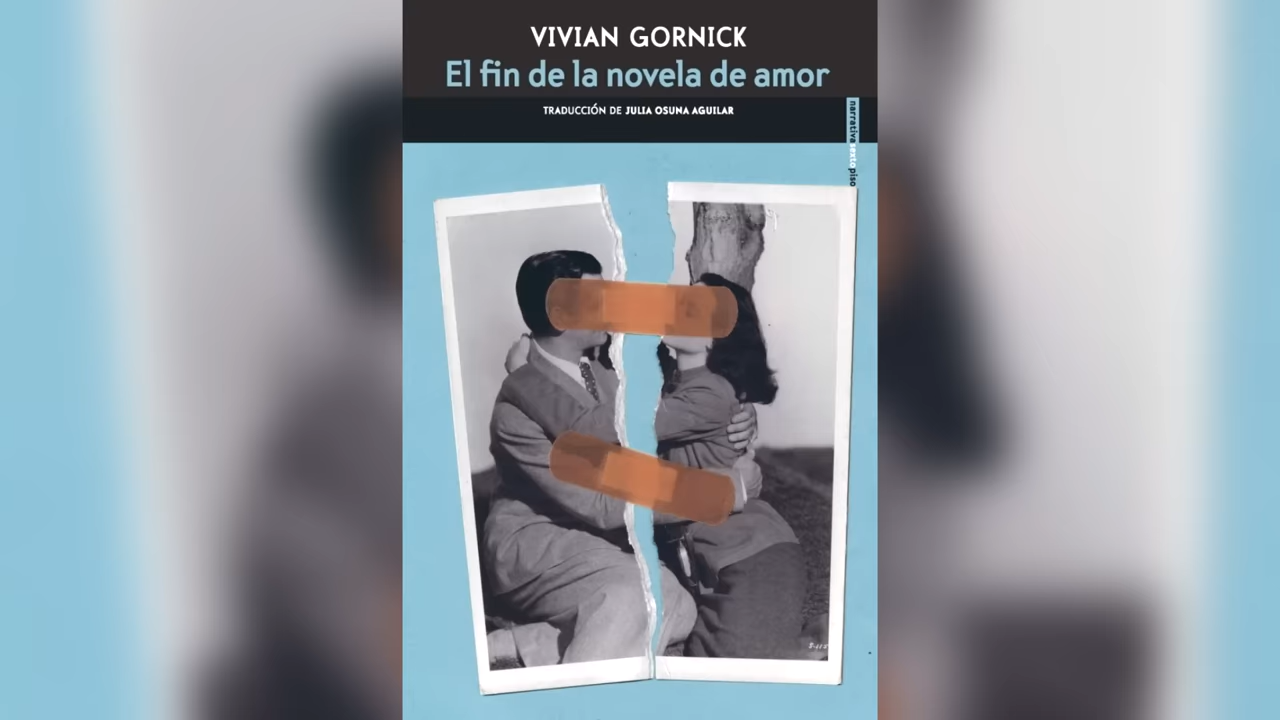 VIVIAN GORNICK
El fin de la novela de amor
TRADUCCIÓN DE JULIA OSUNA AGUILAR
narrativa sexto piso